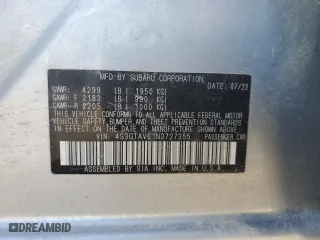 MFD BY SUBARU CORPORATION
GVWR: 4299 LB ( 1950 KG) DATE: 07/22
GAWR-F 2183 LB ( 990 KG)
GAWR-R 2205 LB ( 1000 KG)
THIS VEHICLE CONFORMS TO ALL APPLICABLE FEDERAL MOTOR VEHICLE
SAFETY, BUMPER, AND THEFT PREVENTION STANDARDS
IN EFFECT ON THE DATE OF MANUFACTURE SHOWN ABOVE.
VIN: 4S3GTAV61N3727355 PASSENGER CAR
ASSEMBLED BY SIA INC. MADE IN U.S.A.